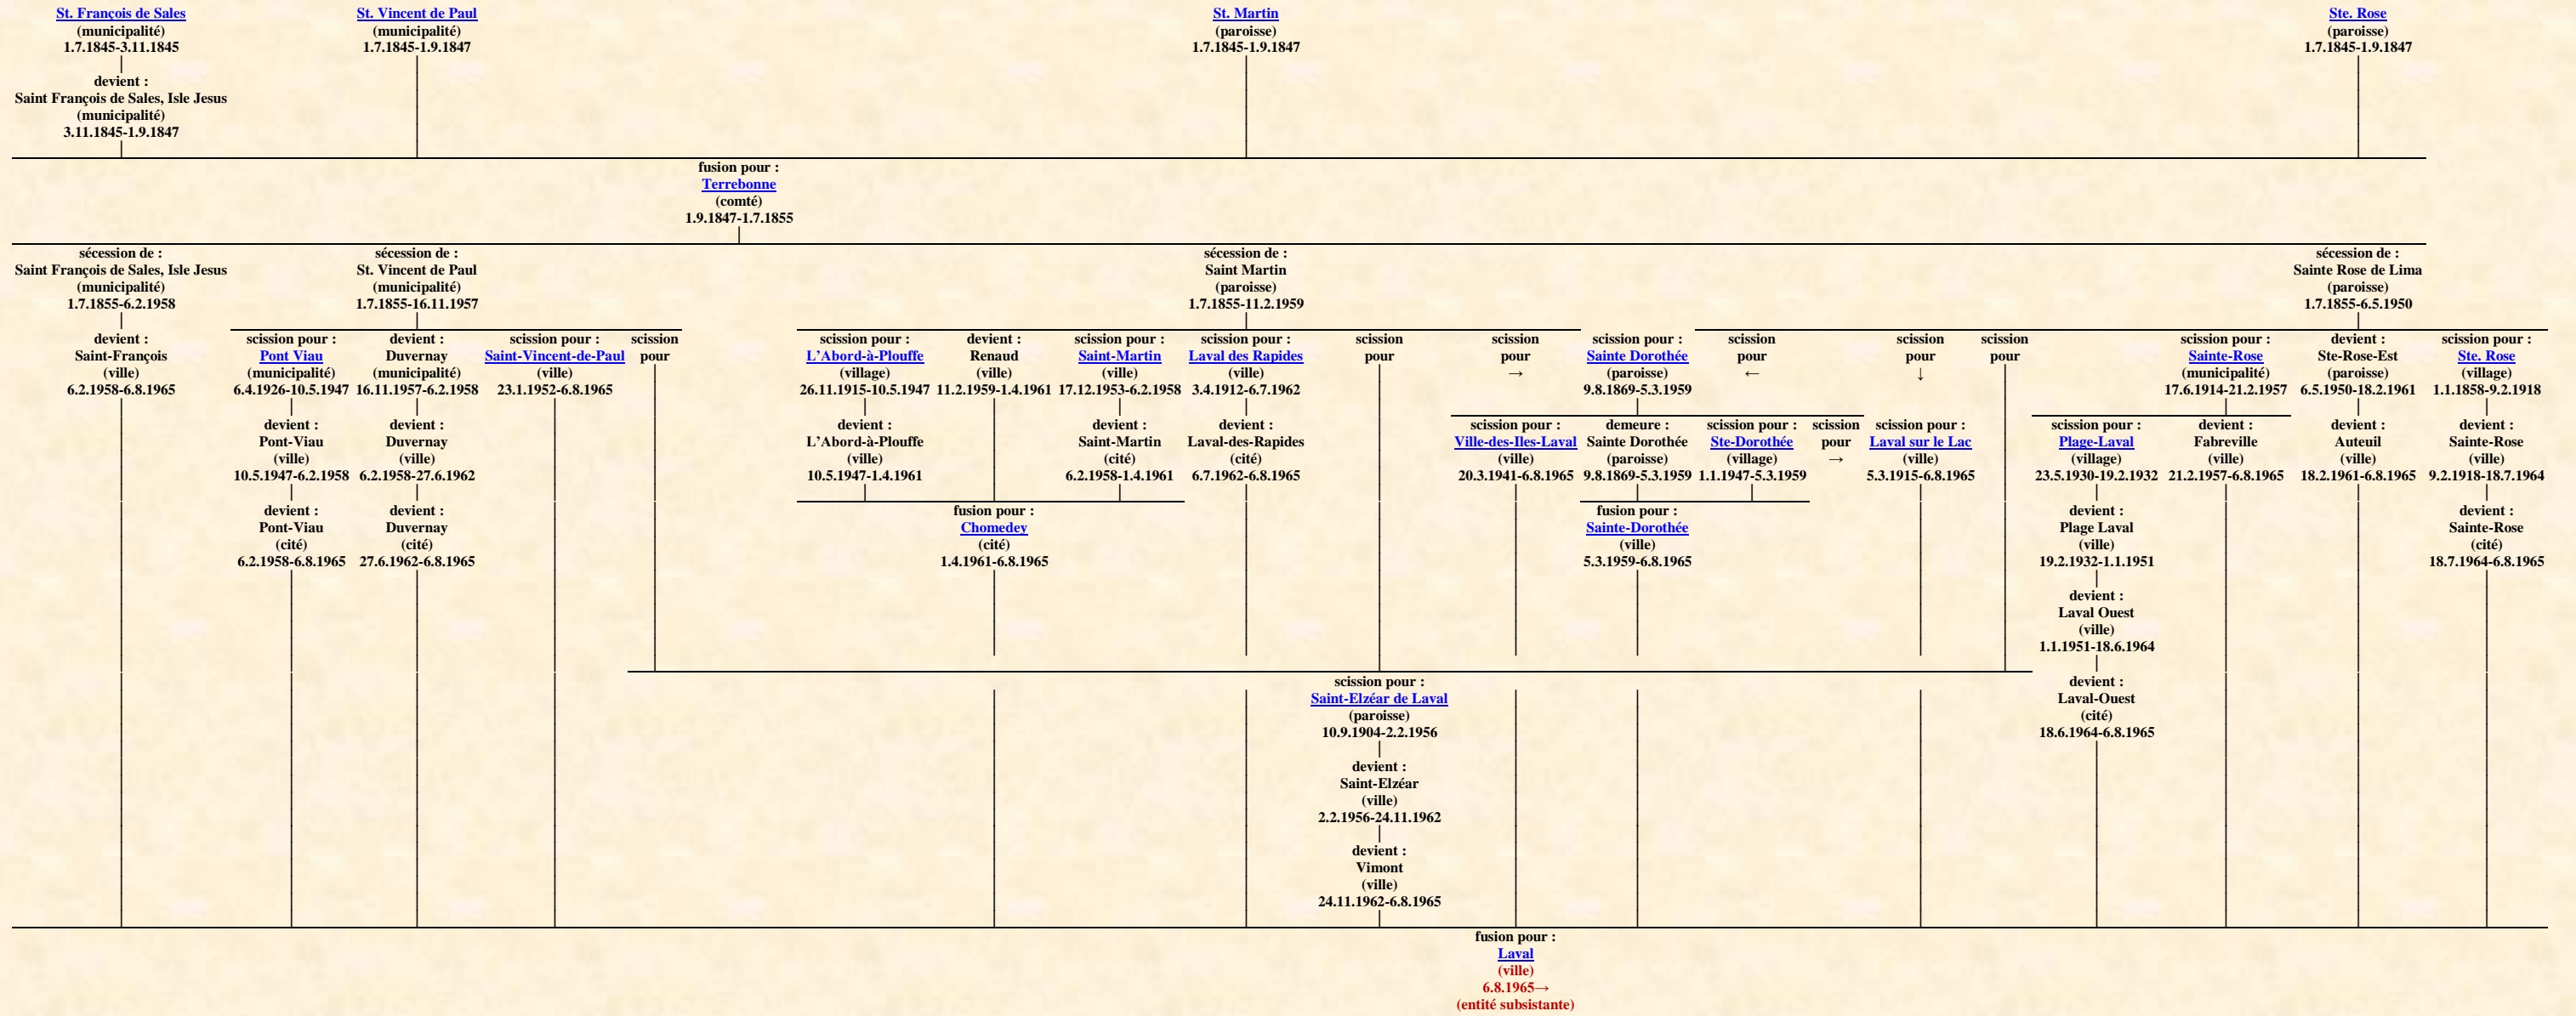 St. François de Sales
(municipalité)
1.7.1845-3.11.1845
devient :
Saint François de Sales, Isle Jesus
(municipalité)
3.11.1845-1.9.1847
St. Vincent de Paul
(municipalité)
1.7.1845-1.9.1847
St. Martin
(paroisse)
1.7.1845-1.9.1847
Ste. Rose
(paroisse)
1.7.1845-1.9.1847
fusion pour :
Terrebonne
(comté)
1.9.1847-1.7.1855
sécession de :
Saint François de Sales, Isle Jesus
(municipalité)
1.7.1855-6.2.1958
sécession de :
St. Vincent de Paul
(municipalité)
1.7.1855-16.11.1957
sécession de :
Saint Martin
(paroisse)
1.7.1855-11.2.1959
sécession de :
Sainte Rose de Lima
(paroisse)
1.7.1855-6.5.1950
devient :
Saint-François
(ville)
6.2.1958-6.8.1965
scission pour :
Pont Viau
(municipalité)
6.4.1926-10.5.1947
devient :
Duvernay
(municipalité)
16.11.1957-6.2.1958
scission pour :
Saint-Vincent-de-Paul
(ville)
23.1.1952-6.8.1965
scission
pour
scission pour :
L'Abord-à-Plouffe
(village)
26.11.1915-10.5.1947
devient :
Renaud
(ville)
11.2.1959-1.4.1961
scission pour :
Saint-Martin
(ville)
17.12.1953-6.2.1958
scission pour :
Laval des Rapides
(ville)
3.4.1912-6.7.1962
scission
pour
scission
pour
→
scission pour :
Sainte Dorothée
(paroisse)
9.8.1869-5.3.1959
scission
pour
←
scission
pour
↓
scission
pour
scission pour :
Sainte-Rose
(municipalité)
17.6.1914-21.2.1957
devient :
Ste-Rose-Est
(paroisse)
6.5.1950-18.2.1961
scission pour :
Ste. Rose
(village)
1.1.1858-9.2.1918
devient :
Pont-Viau
(ville)
10.5.1947-6.2.1958
devient :
Duvernay
(ville)
6.2.1958-27.6.1962
devient :
L'Abord-à-Plouffe
(ville)
10.5.1947-1.4.1961
devient :
Saint-Martin
(cité)
6.2.1958-1.4.1961
devient :
Laval-des-Rapides
(cité)
6.7.1962-6.8.1965
scission pour :
Ville-des-Iles-Laval
(ville)
20.3.1941-6.8.1965
demeure :
Sainte Dorothée
(paroisse)
9.8.1869-5.3.1959
scission pour :
Ste-Dorothée
(village)
1.1.1947-5.3.1959
scission
pour
→
scission pour :
Laval sur le Lac
(ville)
5.3.1915-6.8.1965
scission pour :
Plage-Laval
(village)
23.5.1930-19.2.1932
devient :
Fabreville
(ville)
21.2.1957-6.8.1965
devient :
Auteuil
(ville)
18.2.1961-6.8.1965
devient :
Sainte-Rose
(ville)
9.2.1918-18.7.1964
devient :
Pont-Viau
(cité)
6.2.1958-6.8.1965
devient :
Duvernay
(cité)
27.6.1962-6.8.1965
fusion pour :
Chomedey
(cité)
1.4.1961-6.8.1965
fusion pour :
Sainte-Dorothée
(ville)
5.3.1959-6.8.1965
devient :
Plage Laval
(ville)
19.2.1932-1.1.1951
devient :
Sainte-Rose
(cité)
18.7.1964-6.8.1965
devient :
Laval Ouest
(ville)
1.1.1951-18.6.1964
scission pour :
Saint-Elzéar de Laval
(paroisse)
10.9.1904-2.2.1956
devient :
Laval-Ouest
(cité)
18.6.1964-6.8.1965
devient :
Saint-Elzéar
(ville)
2.2.1956-24.11.1962
devient :
Vimont
(ville)
24.11.1962-6.8.1965
fusion pour :
Laval
(ville)
6.8.1965→
(entité subsistante)